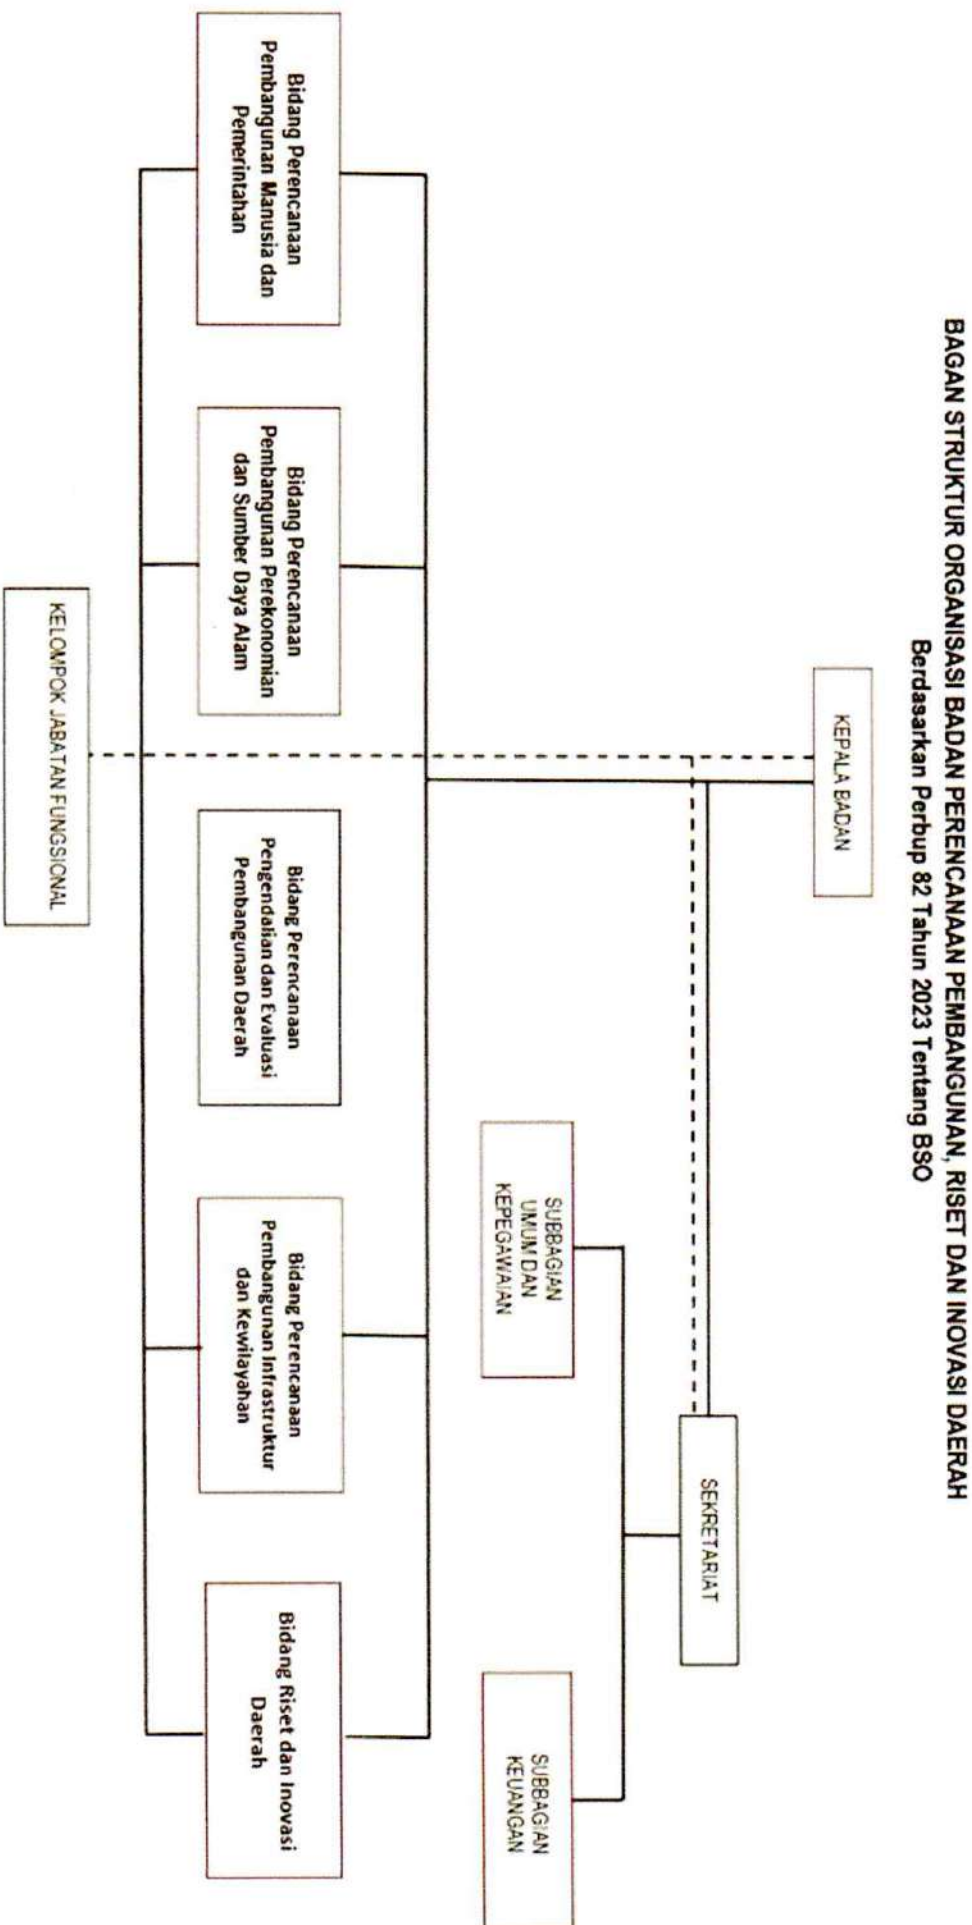 BAGAN STRUKTUR ORGANISASI BADAN PERENCANAAN PEMBANGUNAN, RISET DAN INOVASI DAERAH
Berdasarkan Perbup 82 Tahun 2023 Tentang BSO
KEPALA BADAN
SEKRETARIAT
SUBBAGIAN
UMUM DAN
KEPEGAWAIAN
SUBBAGIAN
KEUANGAN
Bidang Perencanaan
Pembangunan Manusia dan
Pemerintahan
Bidang Perencanaan
Pembangunan Perekonomian
dan Sumber Daya Alam
Bidang Perencanaan
Pengendalian dan Evaluasi
Pembangunan Daerah
Bidang Perencanaan
Pembangunan Infrastruktur
dan Kewilayahan
Bidang Riset dan Inovasi
Daerah
KELOMPOK JABATAN FUNGSIONAL